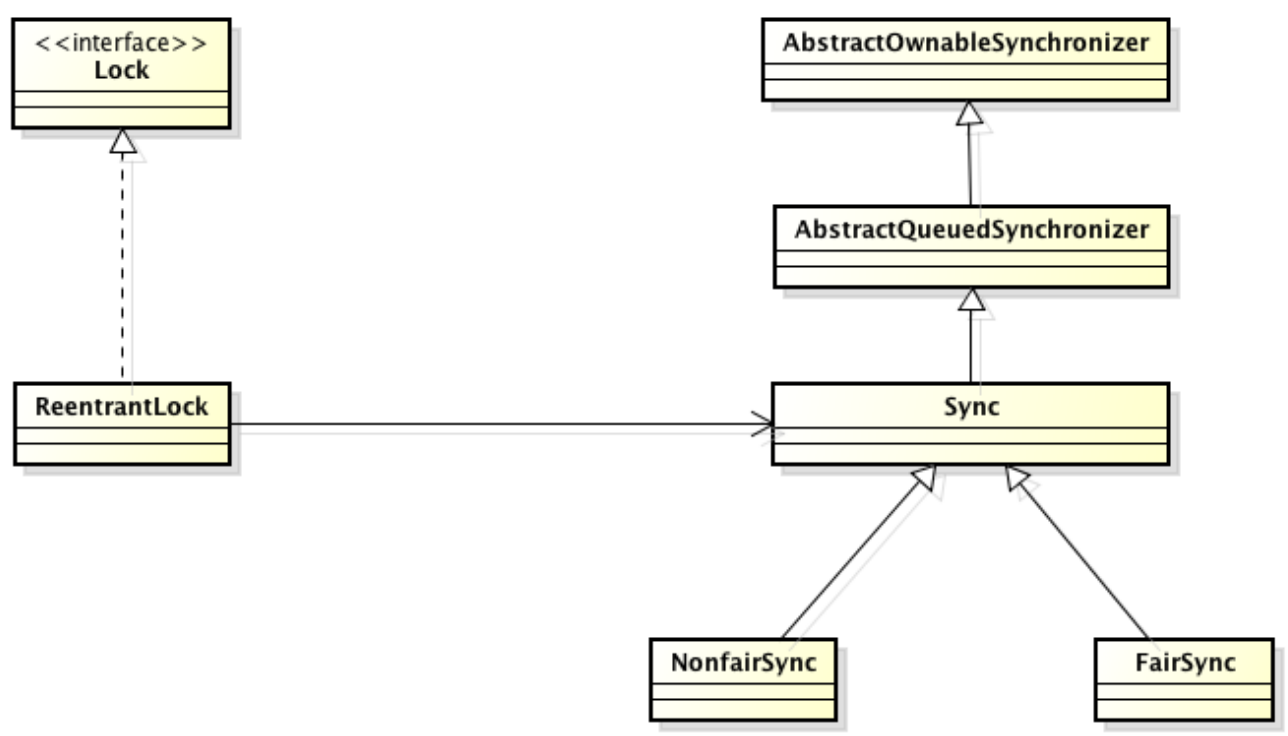 <<interface>>
Lock
AbstractOwnableSynchronizer
AbstractQueuedSynchronizer
ReentrantLock
Sync
NonfairSync
FairSync